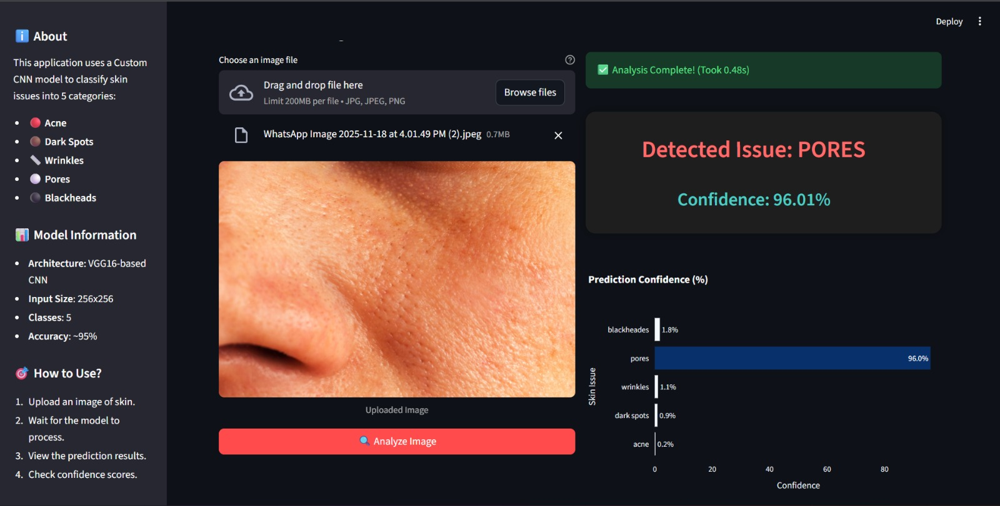 About
This application uses a Custom
CNN model to classify skin
issues into 5 categories:
Acne
Dark Spots
Wrinkles
Pores
Blackheads
Model Information
Architecture: VGG16-based
CNN
Input Size: 256x256
Classes: 5
Accuracy: ~95%
How to Use?
1. Upload an image of skin.
2. Wait for the model to
process.
3. View the prediction results.
4. Check confidence scores.
Deploy
Choose an image file
Drag and drop file here
Limit 200MB per file • JPG, JPEG, PNG
Browse files
WhatsApp Image 2025-11-18 at 4.01.49 PM (2).jpeg 0.7MB
Uploaded Image
Analyze Image
Analysis Complete! (Took 0.48s)
Detected Issue: PORES
Confidence: 96.01%
Prediction Confidence (%)
Skin Issue
blackheades 1.8%
pores 96.0%
wrinkles 1.1%
dark spots 0.9%
acne 0.2%
0 20 40 60 80
Confidence